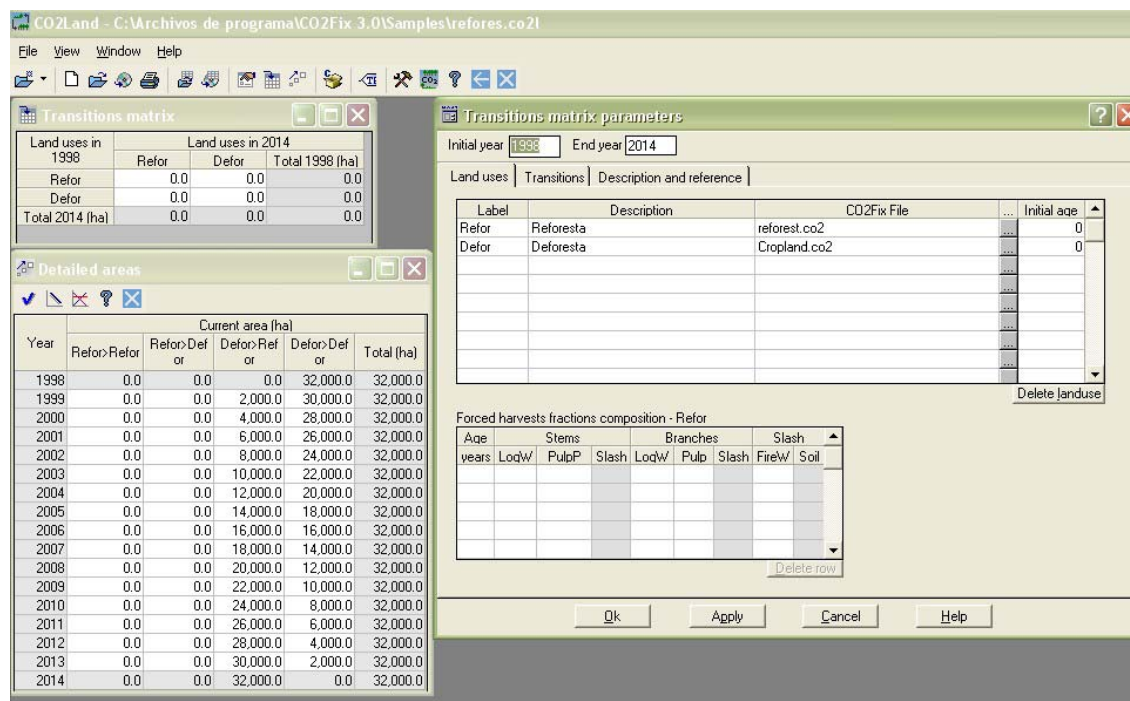 CO2Land - C:\Archivos de programa\CO2Fix 3.0\Samples\refores.co2l
File View Window Help
Transitions matrix
Land uses in 1998 Land uses in 2014
Refor Defor Total 1998 (ha)
Refor 0.0 0.0 0.0
Defor 0.0 0.0 0.0
Total 2014 (ha) 0.0 0.0 0.0
Detailed areas
Year Current area (ha)
Refor>Refor Refor>Defor Defor>Refor Defor>Defor Total (ha)
1998 0.0 0.0 0.0 32,000.0 32,000.0
1999 0.0 0.0 2,000.0 30,000.0 32,000.0
2000 0.0 0.0 4,000.0 28,000.0 32,000.0
2001 0.0 0.0 6,000.0 26,000.0 32,000.0
2002 0.0 0.0 8,000.0 24,000.0 32,000.0
2003 0.0 0.0 10,000.0 22,000.0 32,000.0
2004 0.0 0.0 12,000.0 20,000.0 32,000.0
2005 0.0 0.0 14,000.0 18,000.0 32,000.0
2006 0.0 0.0 16,000.0 16,000.0 32,000.0
2007 0.0 0.0 18,000.0 14,000.0 32,000.0
2008 0.0 0.0 20,000.0 12,000.0 32,000.0
2009 0.0 0.0 22,000.0 10,000.0 32,000.0
2010 0.0 0.0 24,000.0 8,000.0 32,000.0
2011 0.0 0.0 26,000.0 6,000.0 32,000.0
2012 0.0 0.0 28,000.0 4,000.0 32,000.0
2013 0.0 0.0 30,000.0 2,000.0 32,000.0
2014 0.0 0.0 32,000.0 0.0 32,000.0
Transitions matrix parameters
Initial year 1998 End year 2014
Land uses Transitions Description and reference
Label Description CO2Fix File ... Initial age
Refor Reforesta reforest.co2 ... 0
Defor Deforesta Cropland.co2 ... 0
...
...
...
...
...
...
Delete landuse
Forced harvests fractions composition - Refor
Age Stems Branches Slash
years LogW PulpP Slash LogW Pulp Slash FireW Soil
Delete row
Ok Apply Cancel Help